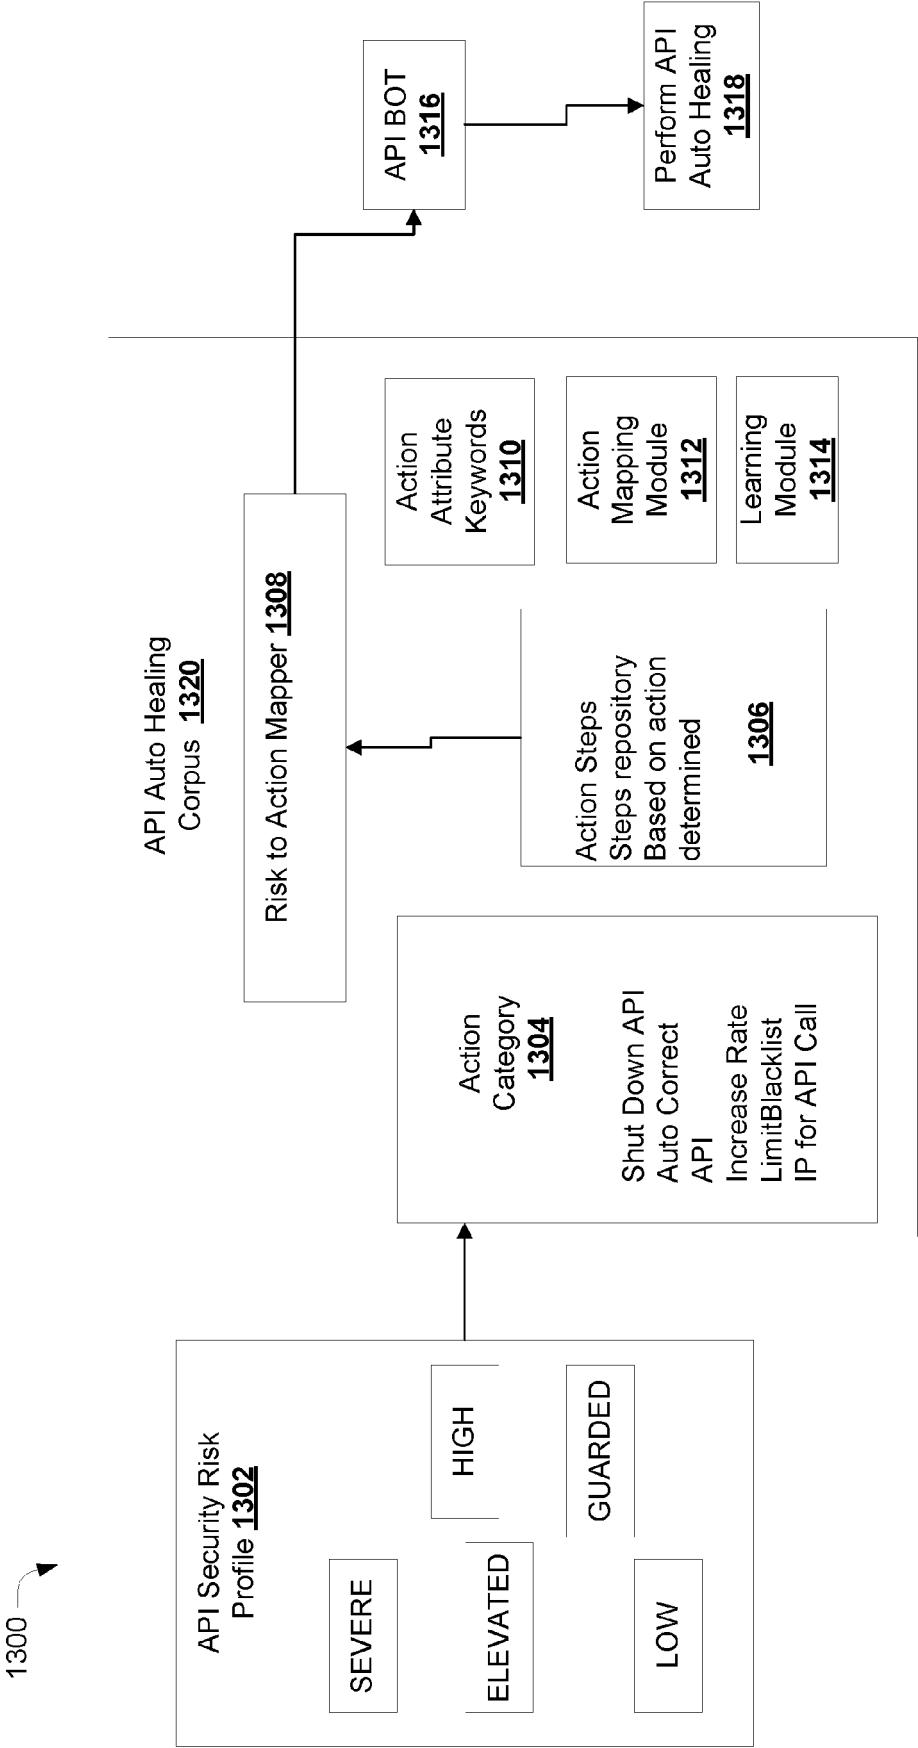 1300
API Security Risk
Profile 1302
SEVERE
HIGH
ELEVATED
GUARDED
LOW
Action
Category
1304
Shut Down API
Auto Correct
API
Increase Rate
LimitBlacklist
IP for API Call
API Auto Healing
Corpus 1320
Risk to Action Mapper 1308
Action Steps
Steps repository
Based on action
determined
1306
Action
Attribute
Keywords
1310
Action
Mapping
Module
1312
Learning
Module
1314
API BOT
1316
Perform API
Auto Healing
1318